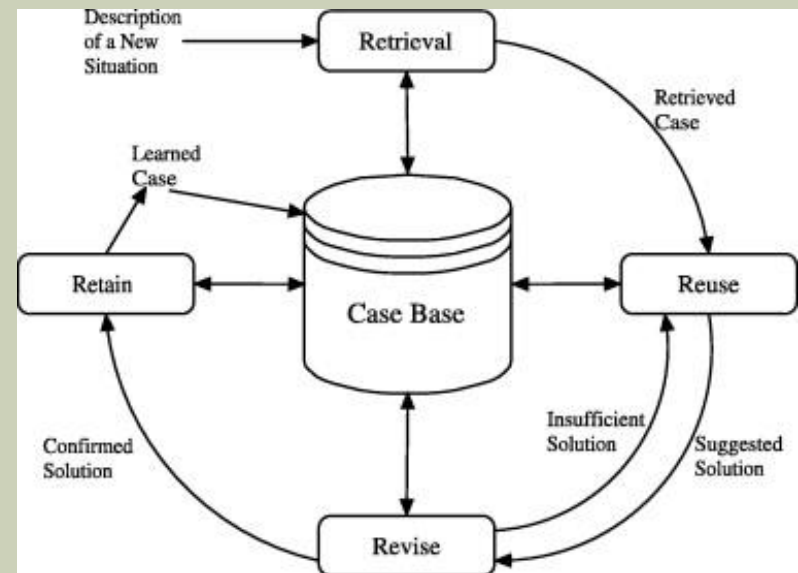 Description
of a New
Situation
Retrieval
Retrieved
Case
Learned
Case
Retain
Case Base
Reuse
Confirmed
Solution
Insufficient
Solution
Suggested
Solution
Revise